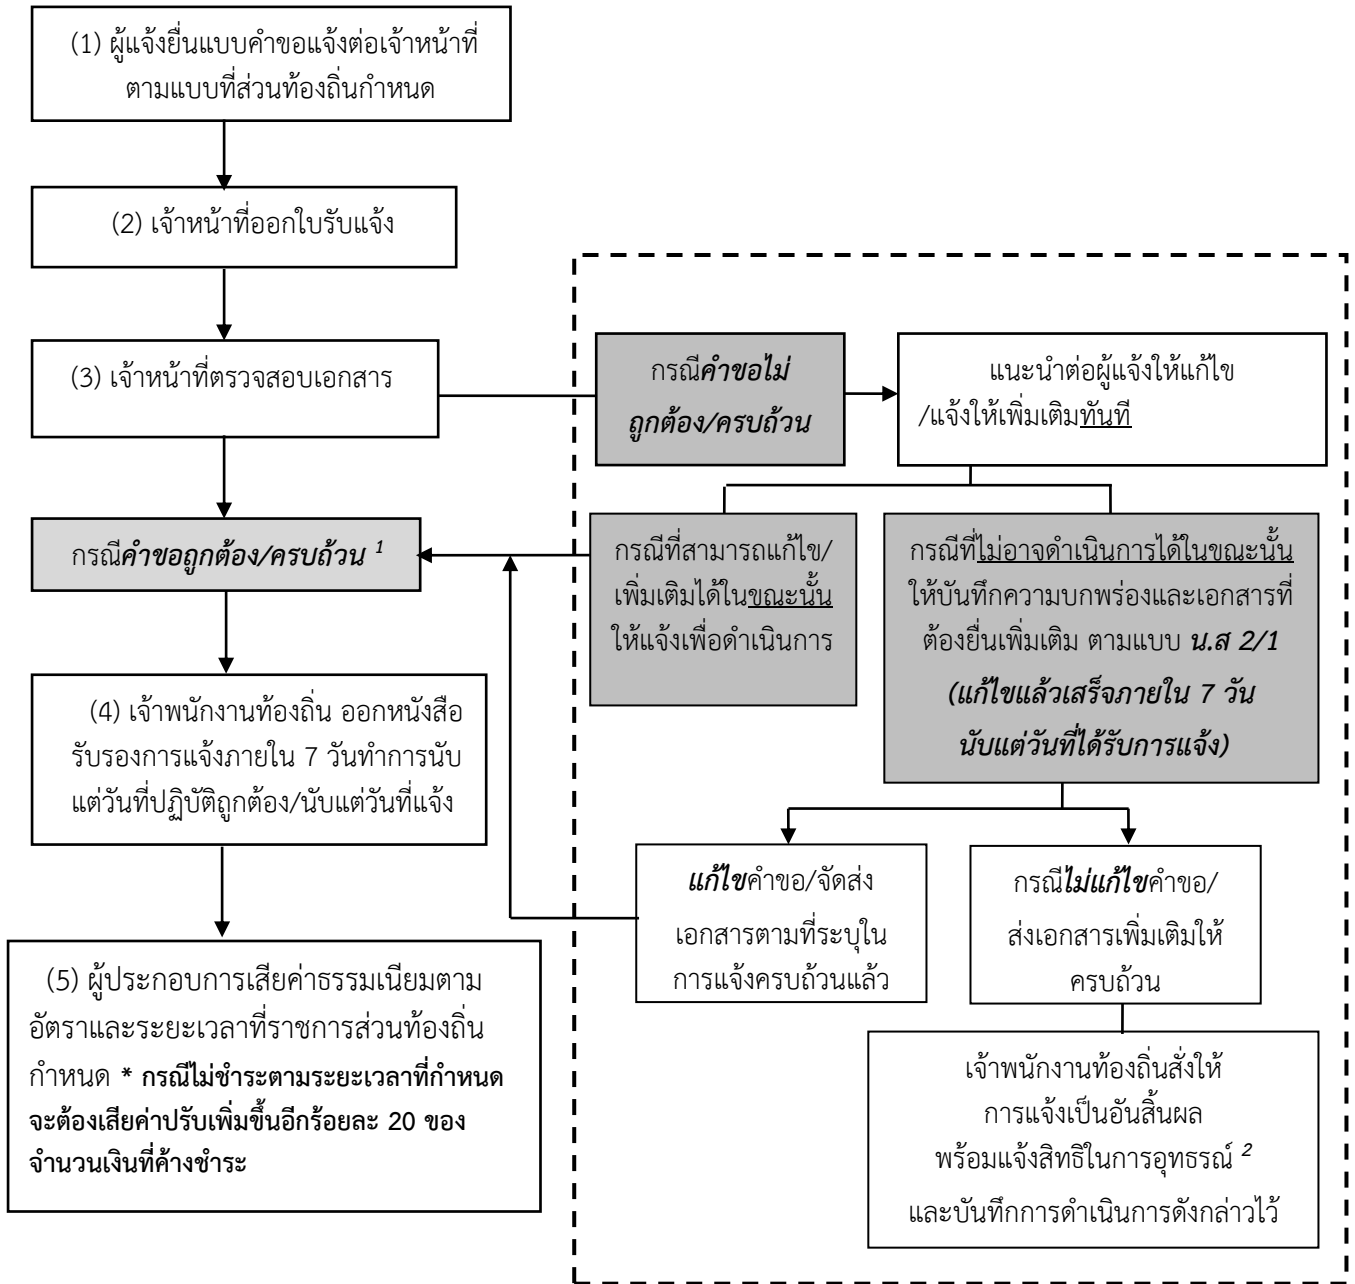 (1) ผู้แจ้งยื่นแบบคำขอแจ้งต่อเจ้าหน้าที่
ตามแบบที่ส่วนท้องถิ่นกำหนด
(2) เจ้าหน้าที่ออกใบรับแจ้ง
(3) เจ้าหน้าที่ตรวจสอบเอกสาร
กรณีคำขอไม่
ถูกต้อง/ครบถ้วน
แนะนำต่อผู้แจ้งให้แก้ไข
/แจ้งให้เพิ่มเติมทันที
กรณีคำขอถูกต้อง/ครบถ้วน 1
กรณีที่สามารถแก้ไข/
เพิ่มเติมได้ในขณะนั้น
ให้แจ้งเพื่อดำเนินการ
กรณีที่ไม่อาจดำเนินการได้ในขณะนั้น
ให้บันทึกความบกพร่องและเอกสารที่
ต้องยื่นเพิ่มเติม ตามแบบ น.ส 2/1
(แก้ไขแล้วเสร็จภายใน 7 วัน
นับแต่วันที่ได้รับการแจ้ง)
(4) เจ้าพนักงานท้องถิ่น ออกหนังสือ
รับรองการแจ้งภายใน 7 วันทำการนับ
แต่วันที่ปฏิบัติถูกต้อง/นับแต่วันที่แจ้ง
แก้ไขคำขอ/จัดส่ง
เอกสารตามที่ระบุใน
การแจ้งครบถ้วนแล้ว
กรณีไม่แก้ไขคำขอ/
ส่งเอกสารเพิ่มเติมให้
ครบถ้วน
(5) ผู้ประกอบการเสียค่าธรรมเนียมตาม
อัตราและระยะเวลาที่ราชการส่วนท้องถิ่น
กำหนด * กรณีไม่ชำระตามระยะเวลาที่กำหนด
จะต้องเสียค่าปรับเพิ่มขึ้นอีกร้อยละ 20 ของ
จำนวนเงินที่ค้างชำระ
เจ้าพนักงานท้องถิ่นสั่งให้
การแจ้งเป็นอันสิ้นผล
พร้อมแจ้งสิทธิในการอุทธรณ์ 2
และบันทึกการดำเนินการดังกล่าวไว้